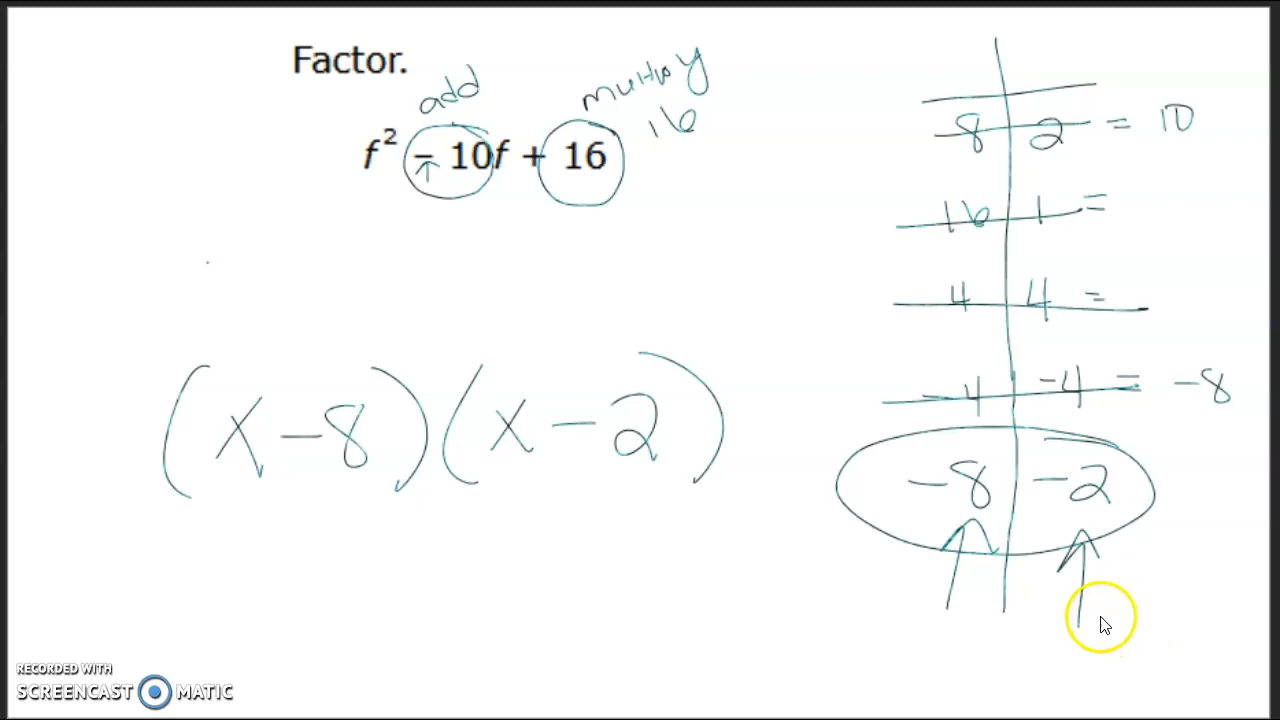 Factor.
add
multiply
16
f² − 10f + 16
8 2 = 10
16 1 =
4 4 =
-4 -4 = -8
-8 -2
(x - 8)(x - 2)
RECORDED WITH
SCREENCAST MATIC